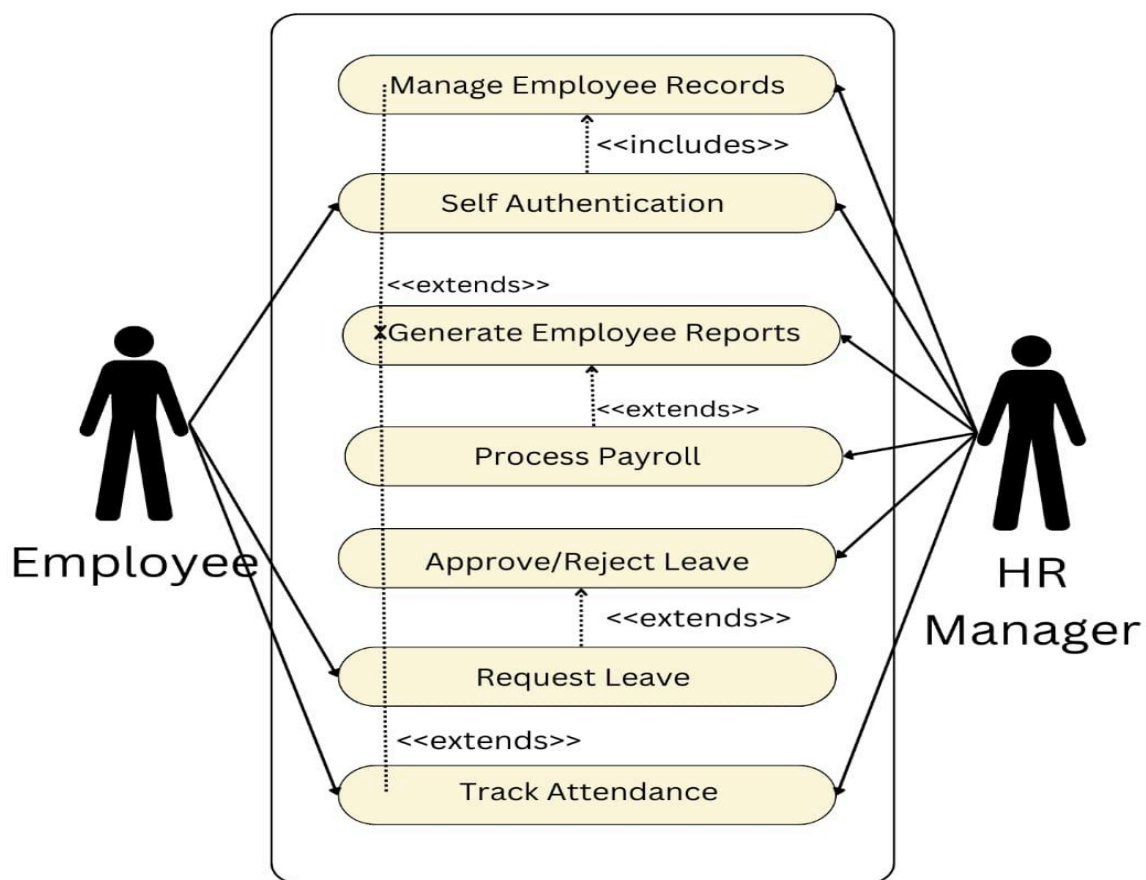 Manage Employee Records
<<includes>>
Self Authentication
<<extends>>
Generate Employee Reports
<<extends>>
Process Payroll
Approve/Reject Leave
<<extends>>
Request Leave
<<extends>>
Track Attendance
Employee
HR
Manager